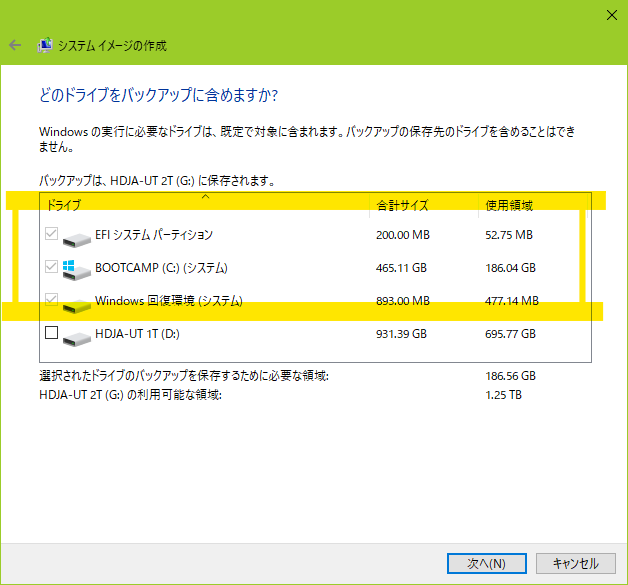 システム イメージの作成
どのドライブをバックアップに含めますか?
Windows の実行に必要なドライブは、既定で対象に含まれます。バックアップの保存先のドライブを含めることはでき
ません。
バックアップは、HDJA-UT 2T (G:) に保存されます。
ドライブ 合計サイズ 使用領域
EFI システム パーティション 200.00 MB 52.75 MB
BOOTCAMP (C:) (システム) 465.11 GB 186.04 GB
Windows 回復環境 (システム) 893.00 MB 477.14 MB
HDJA-UT 1T (D:) 931.39 GB 695.77 GB
選択されたドライブのバックアップを保存するために必要な領域: 186.56 GB
HDJA-UT 2T (G:) の利用可能な領域: 1.25 TB
次へ(N) キャンセル